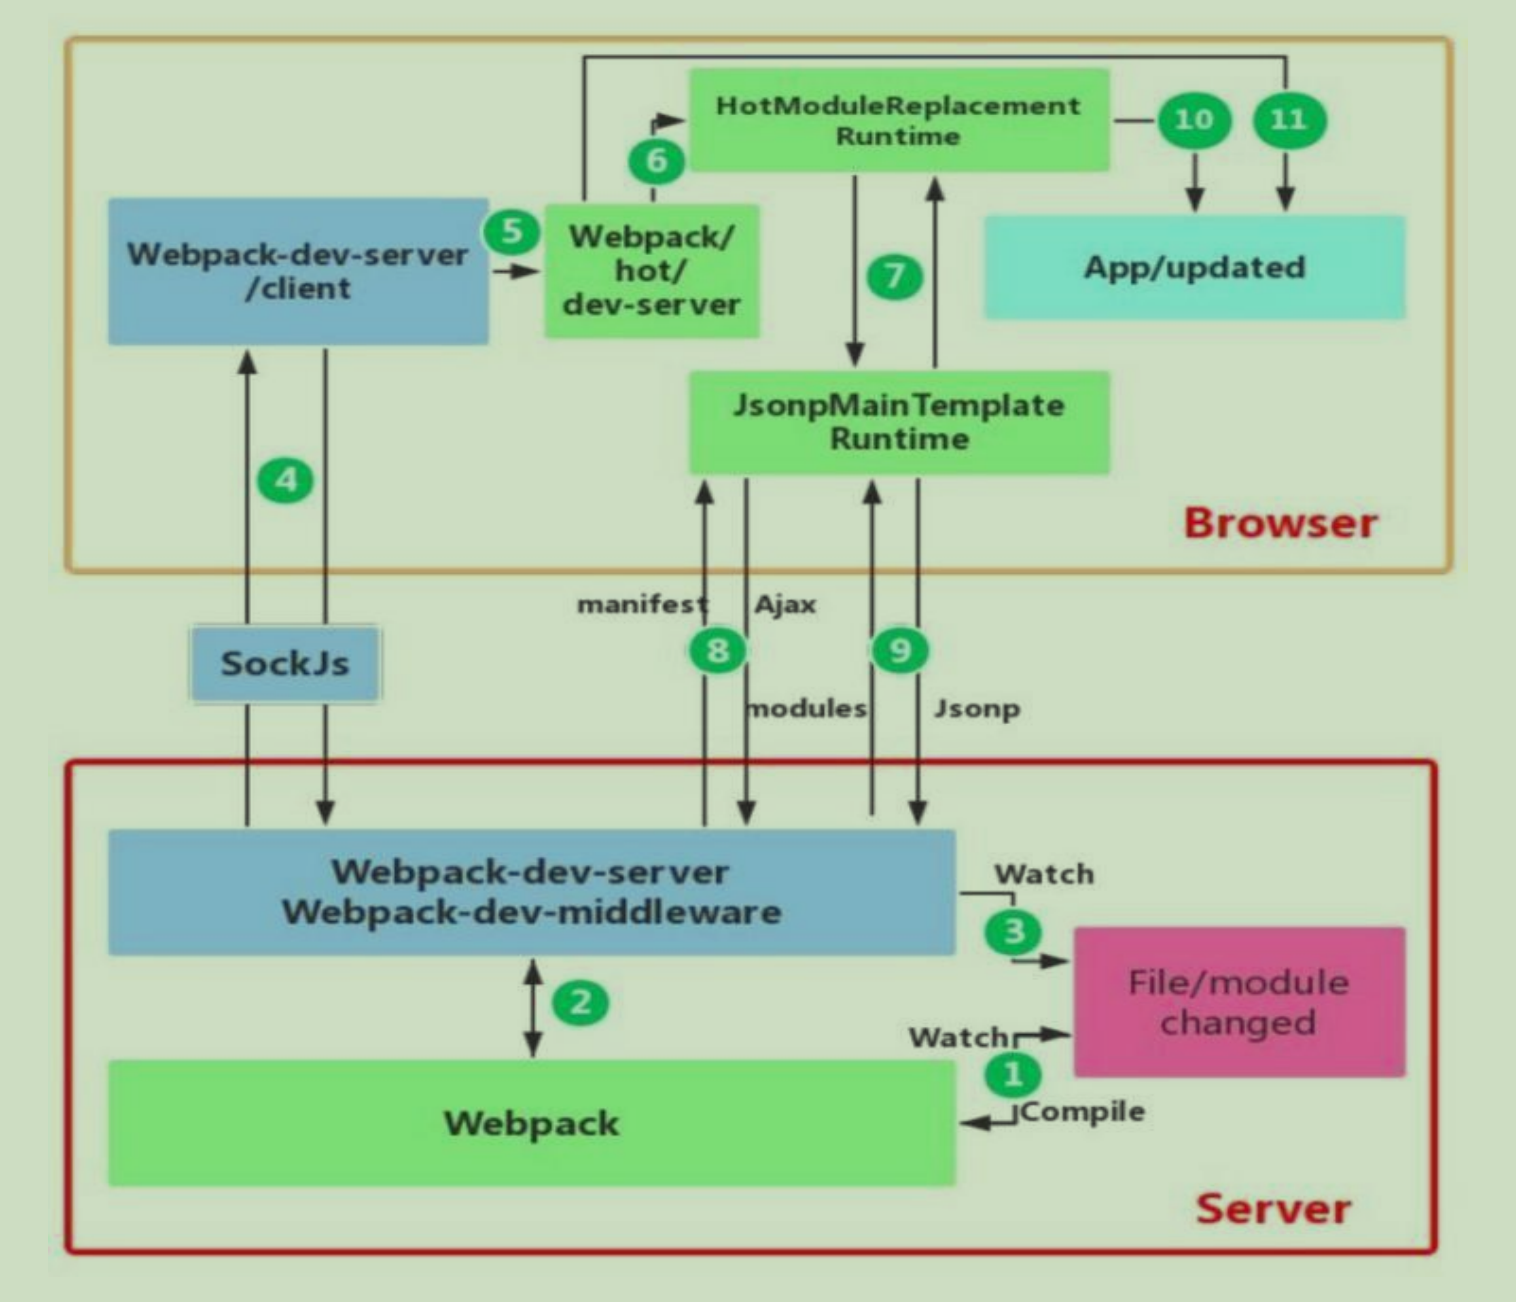 HotModuleReplacement
Runtime
10
11
6
5
Webpack-dev-server
/client
Webpack/
hot/
dev-server
7
App/updated
JsonpMainTemplate
Runtime
4
Browser
manifest
Ajax
SockJs
8
9
modules
Jsonp
Webpack-dev-server
Webpack-dev-middleware
Watch
3
File/module
changed
2
Watch
1
Compile
Webpack
Server